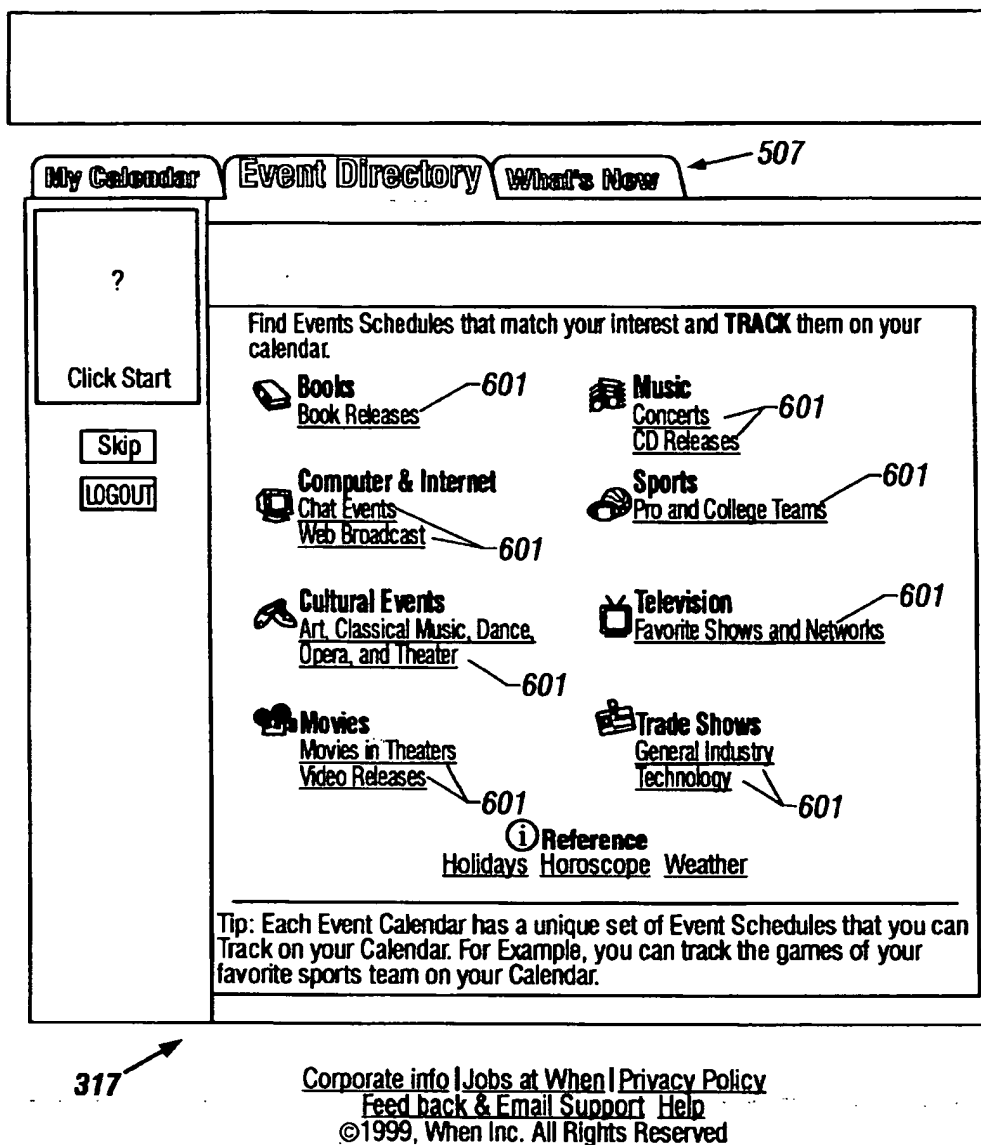 My Calendar Event Directory What's New 507
?
Click Start
Skip
LOGOUT
Find Events Schedules that match your interest and TRACK them on your
calendar.
Books 601
Book Releases
Music
Concerts 601
CD Releases
Computer & Internet
Chat Events
Web Broadcast 601
Sports 601
Pro and College Teams
Cultural Events
Art, Classical Music, Dance,
Opera, and Theater
601
Television 601
Favorite Shows and Networks
Movies
Movies in Theaters
Video Releases
601
Trade Shows
General Industry
Technology
601
i Reference
Holidays Horoscope Weather
Tip: Each Event Calendar has a unique set of Event Schedules that you can
Track on your Calendar. For Example, you can track the games of your
favorite sports team on your Calendar.
317
Corporate info | Jobs at When | Privacy Policy
Feed back & Email Support Help
©1999, When Inc. All Rights Reserved